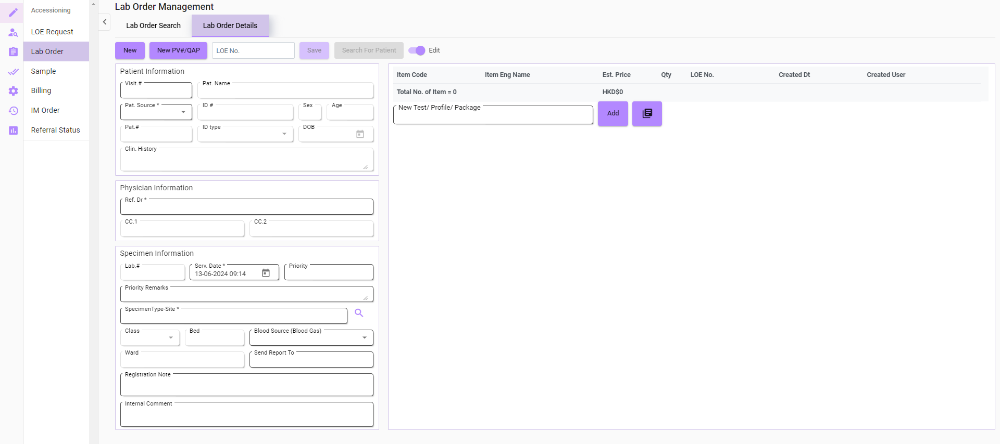 Accessioning
LOE Request
Lab Order
Sample
Billing
IM Order
Referral Status
Lab Order Management
Lab Order Search
Lab Order Details
New
New PV#/QAP
LOE No.
Save
Search For Patient
Edit
Patient Information
Visit.#
Pat. Name
Pat. Source *
ID #
Sex
Age
Pat.#
ID type
DOB
Clin. History
Physician Information
Ref. Dr *
CC.1
CC.2
Specimen Information
Lab.#
Serv. Date *
13-06-2024 09:14
Priority
Priority Remarks
SpecimenType-Site *
Class
Bed
Blood Source (Blood Gas)
Ward
Send Report To
Registration Note
Internal Comment
Item Code Item Eng Name Est. Price Qty LOE No. Created Dt Created User
Total No. of Item = 0 HKD$0
New Test/ Profile/ Package
Add